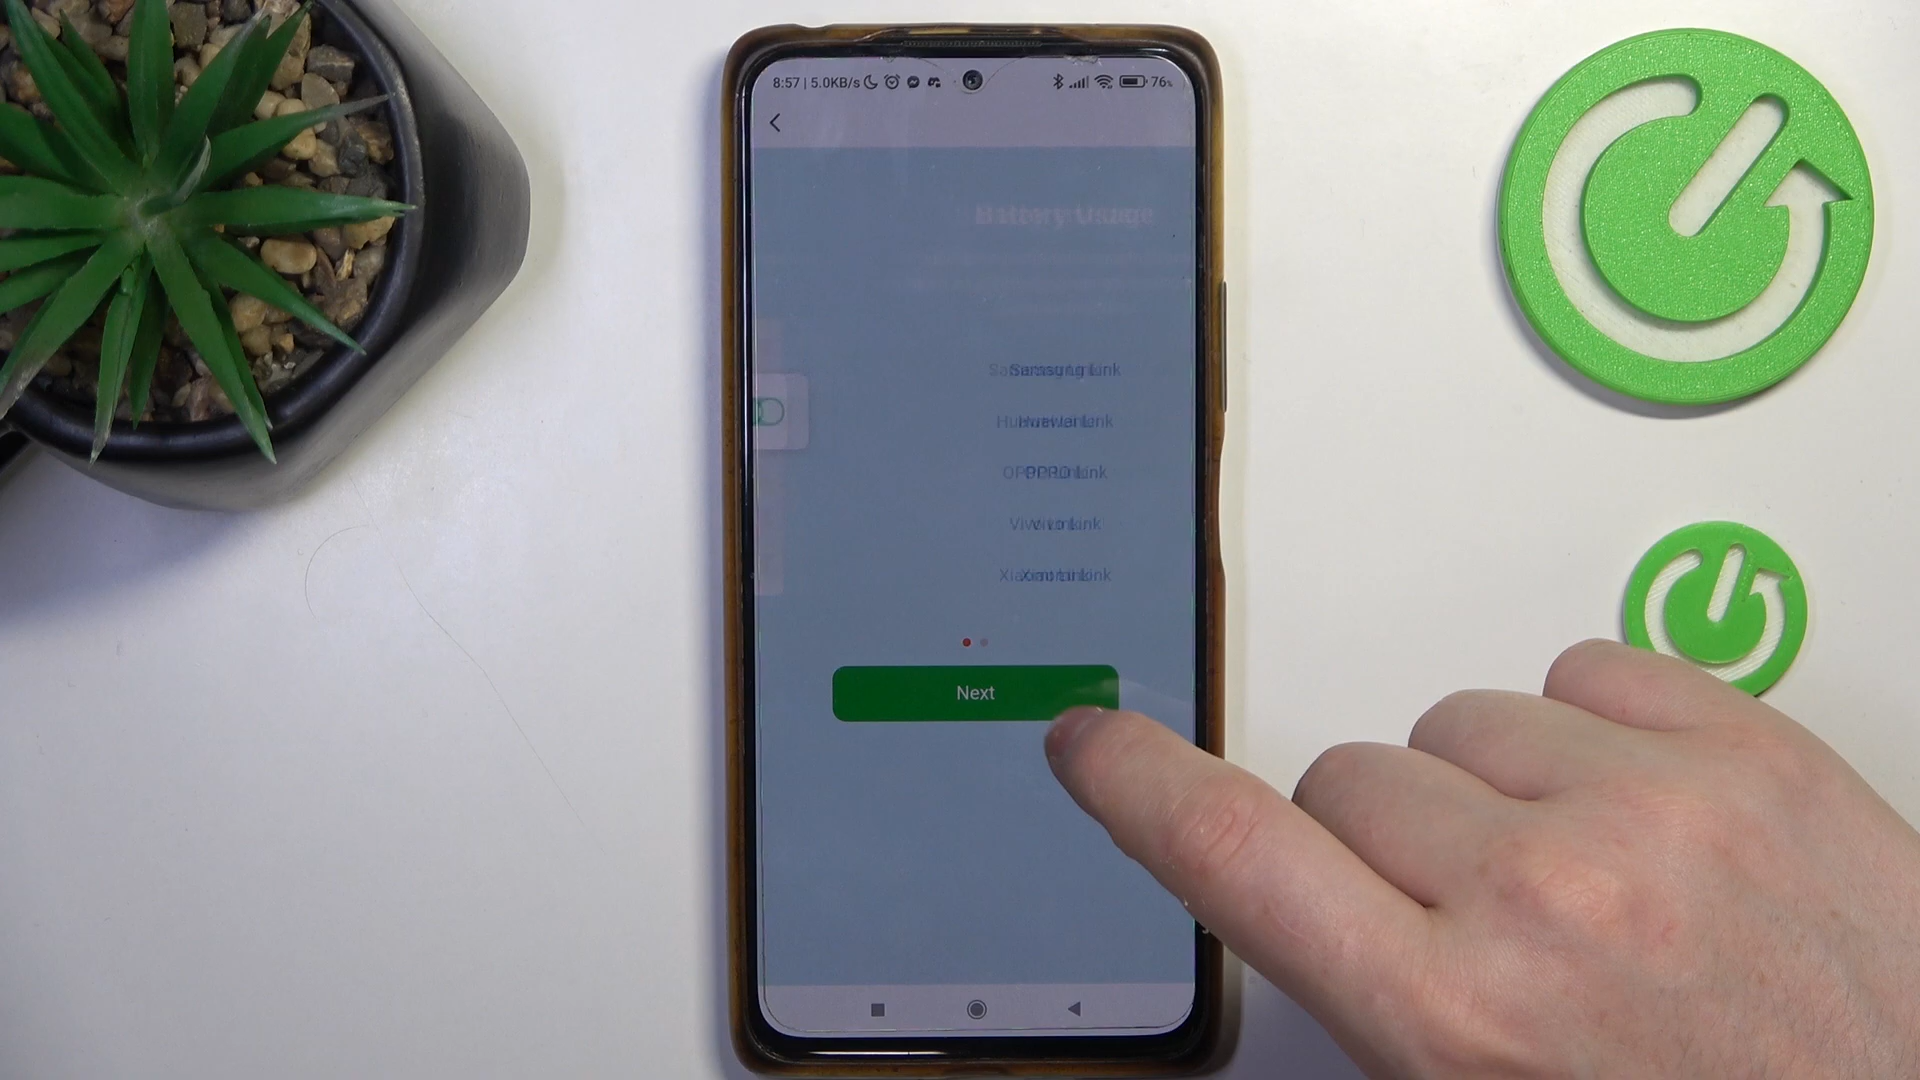 8:57 | 5.0KB/s 76%
Battery Usage
Samsung Link
Huawei Link
OPPO Link
Vivo Link
Xiaomi Link
Next